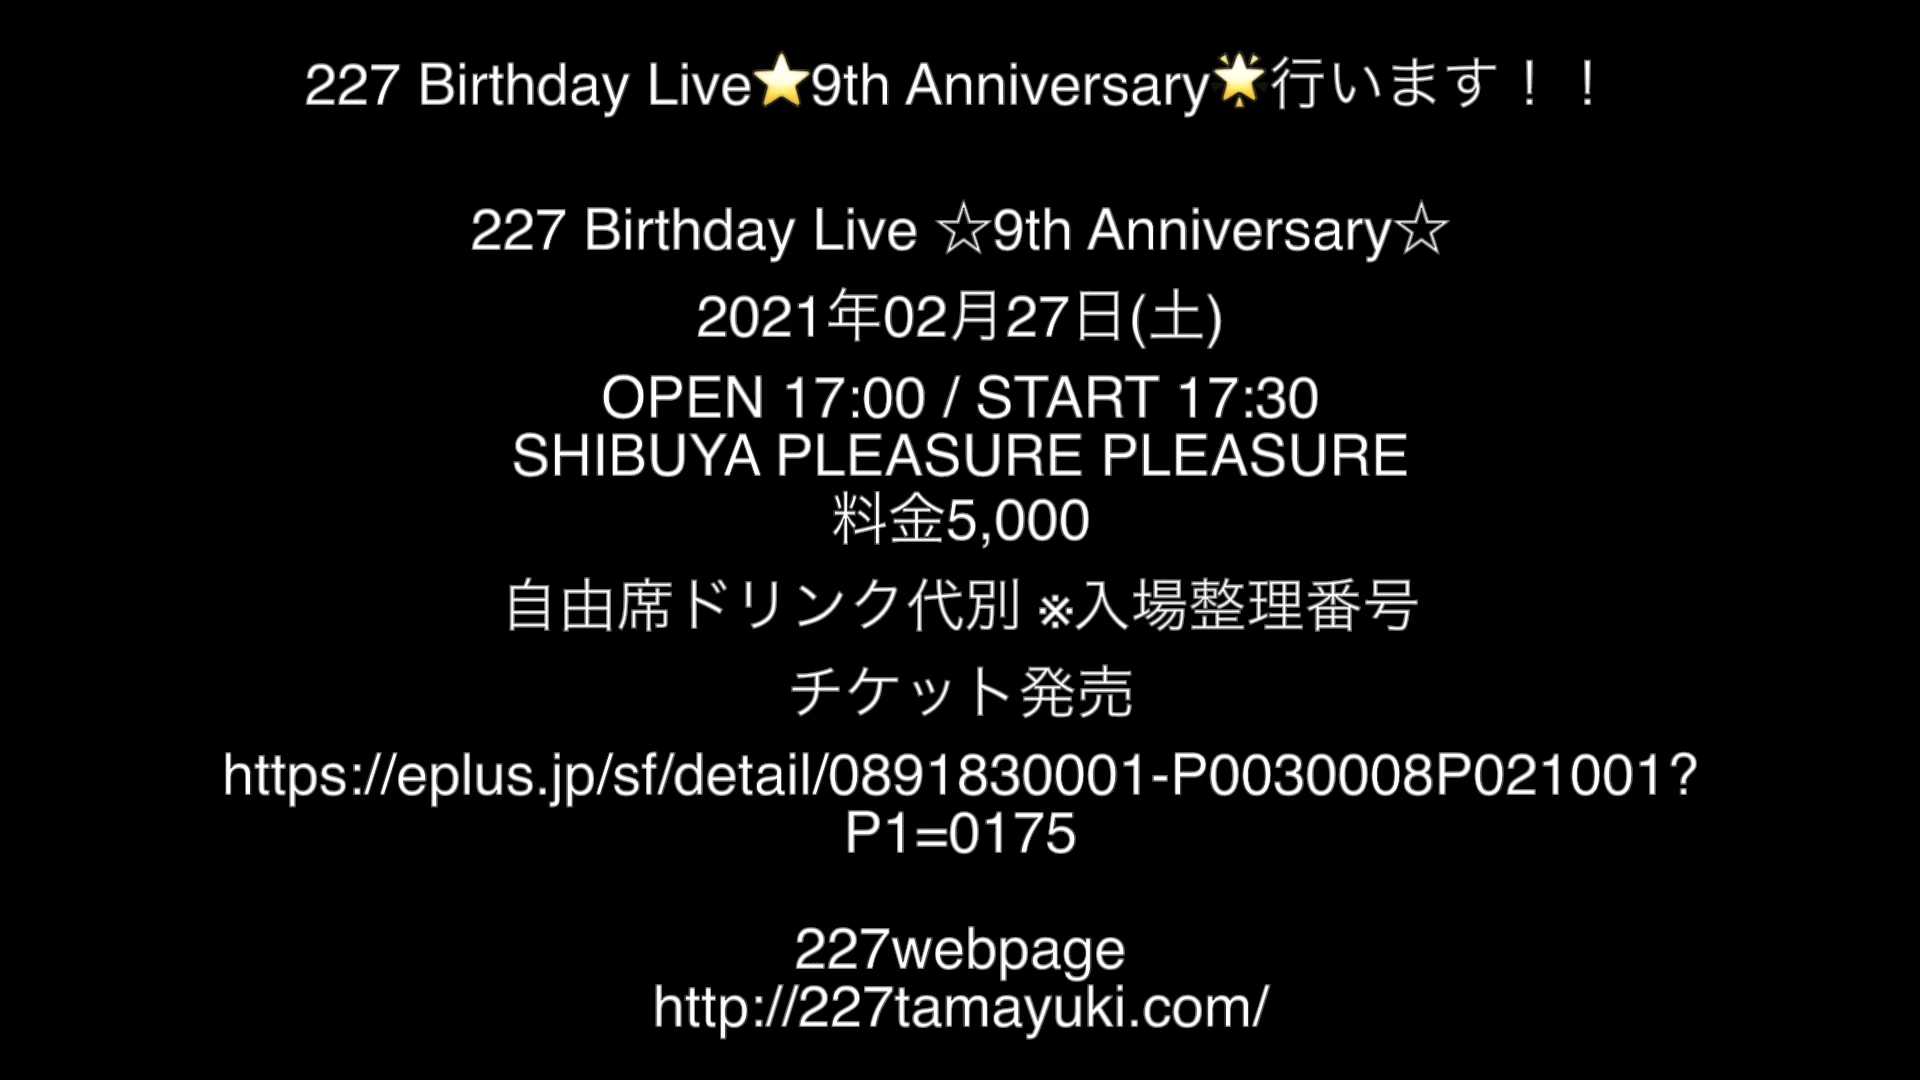 227 Birthday Live⭐9th Anniversary🌟行います！！
227 Birthday Live ☆9th Anniversary☆
2021年02月27日(土)
OPEN 17:00 / START 17:30
SHIBUYA PLEASURE PLEASURE
料金5,000
自由席ドリンク代別 ※入場整理番号
チケット発売
https://eplus.jp/sf/detail/0891830001-P0030008P021001?
P1=0175
227webpage
http://227tamayuki.com/